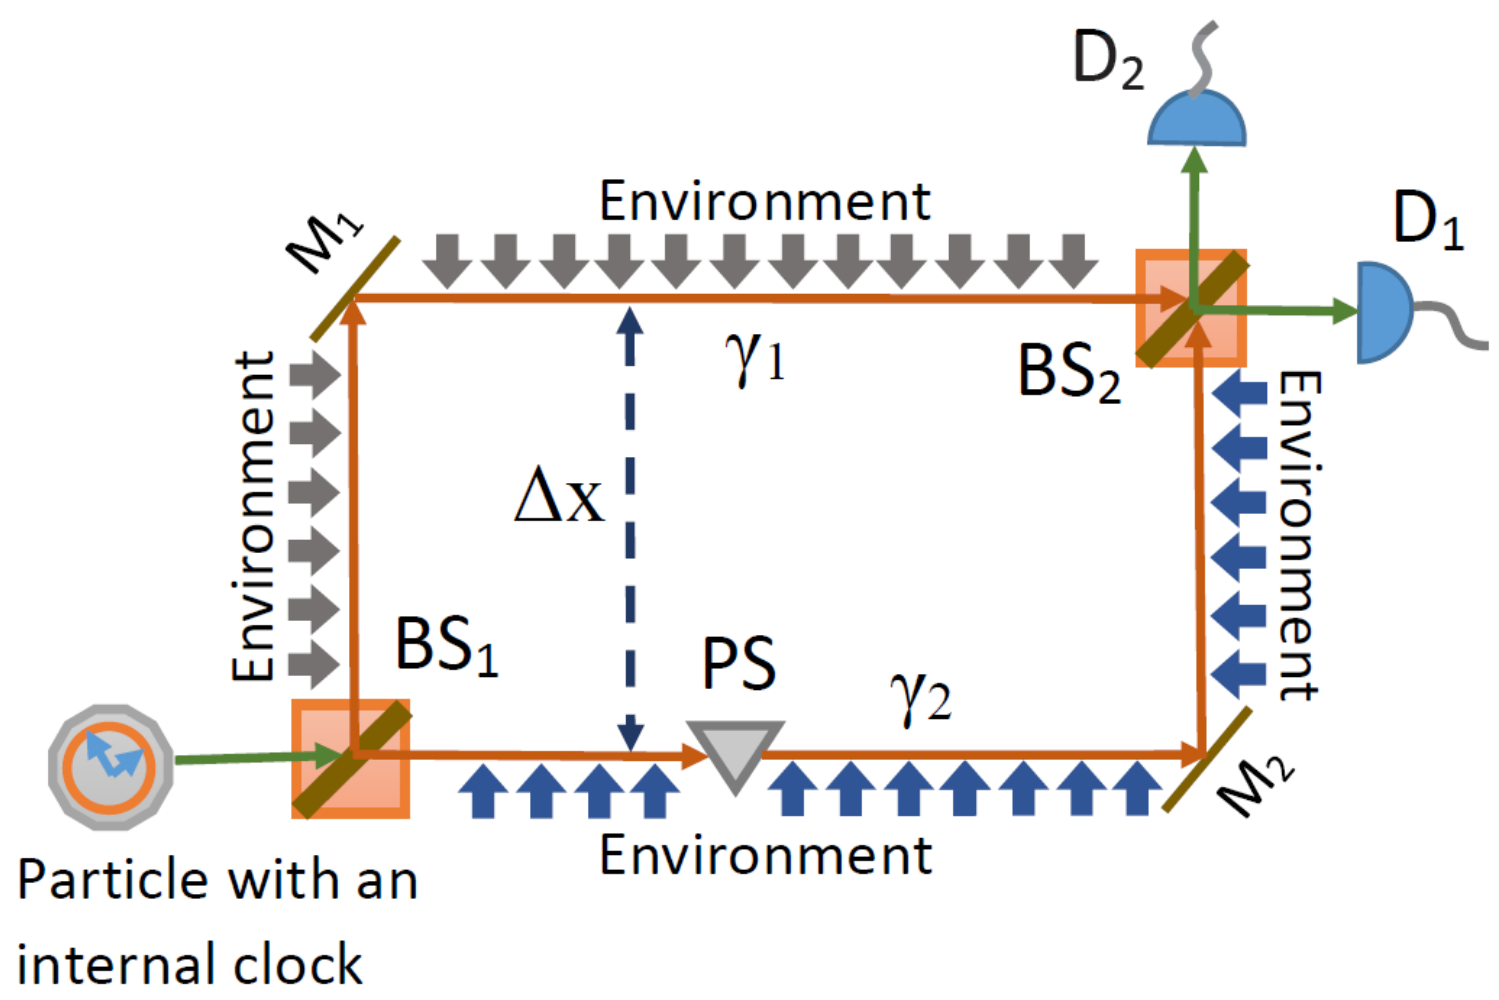 D₂
D₁
Environment
M₁
γ₁
BS₂
Environment
Environment
Δx
BS₁
PS
γ₂
M₂
Environment
Particle with an
internal clock